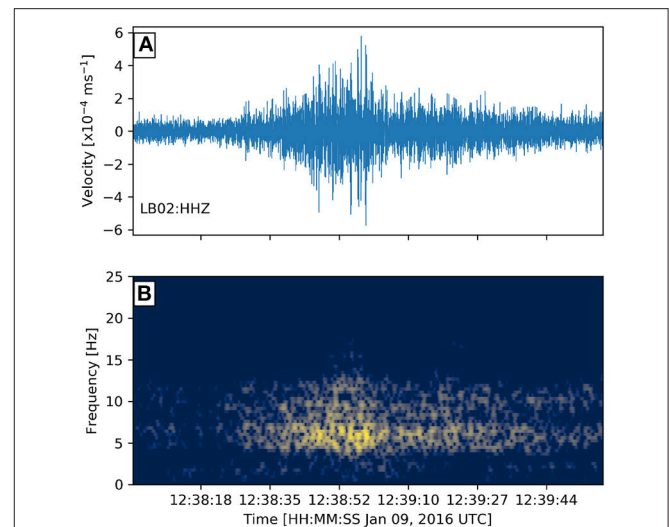 A
6
4
2
0
−2
−4
−6
Velocity [x10⁻⁴ ms⁻¹]
LB02:HHZ
B
25
20
15
10
5
0
Frequency [Hz]
12:38:18 12:38:35 12:38:52 12:39:10 12:39:27 12:39:44
Time [HH:MM:SS Jan 09, 2016 UTC]